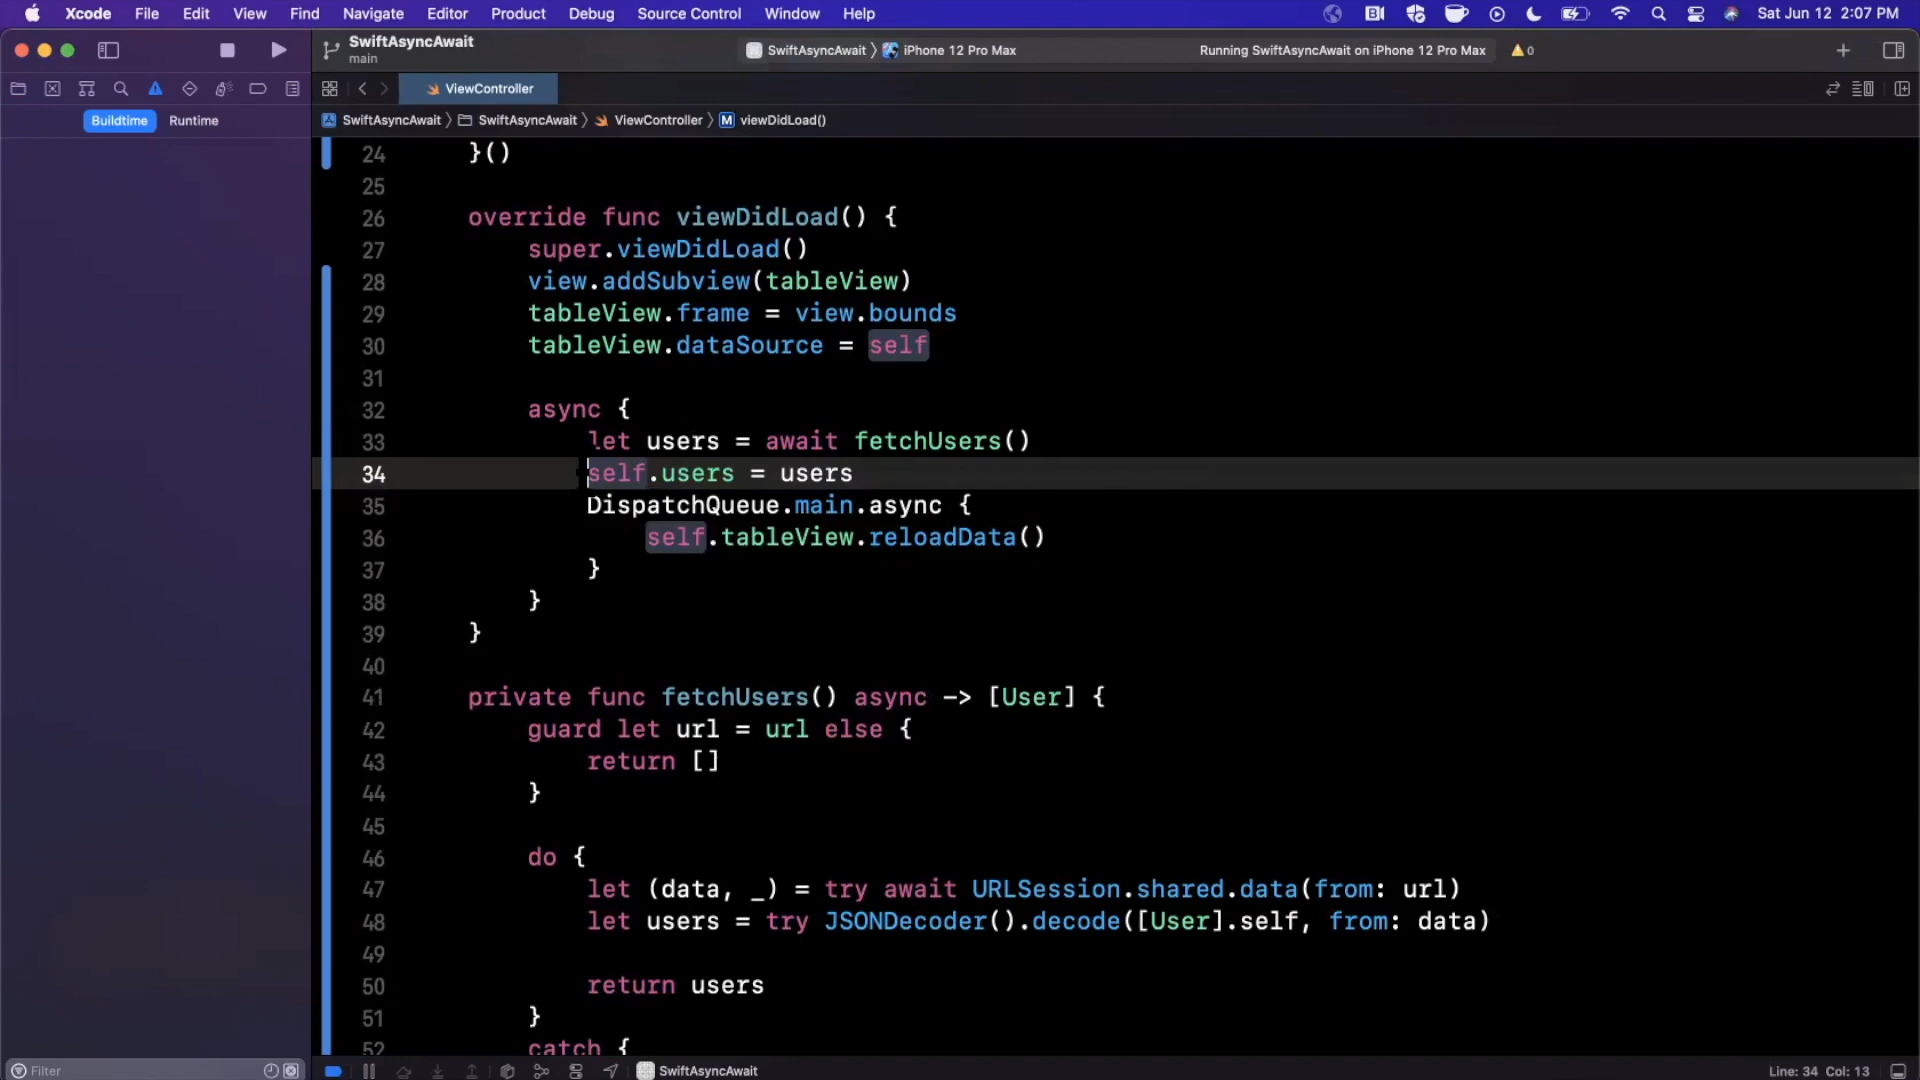 Xcode File Edit View Find Navigate Editor Product Debug Source Control Window Help Sat Jun 12 2:07 PM
SwiftAsyncAwait
main
SwiftAsyncAwait iPhone 12 Pro Max
Running SwiftAsyncAwait on iPhone 12 Pro Max 0
ViewController
Buildtime Runtime
SwiftAsyncAwait SwiftAsyncAwait ViewController M viewDidLoad()
24 }()
25
26 override func viewDidLoad() {
27 super.viewDidLoad()
28 view.addSubview(tableView)
29 tableView.frame = view.bounds
30 tableView.dataSource = self
31
32 async {
33 let users = await fetchUsers()
34 self.users = users
35 DispatchQueue.main.async {
36 self.tableView.reloadData()
37 }
38 }
39 }
40
41 private func fetchUsers() async -> [User] {
42 guard let url = url else {
43 return []
44 }
45
46 do {
47 let (data, _) = try await URLSession.shared.data(from: url)
48 let users = try JSONDecoder().decode([User].self, from: data)
49
50 return users
51 }
52 catch {
Filter
SwiftAsyncAwait
Line: 34 Col: 13